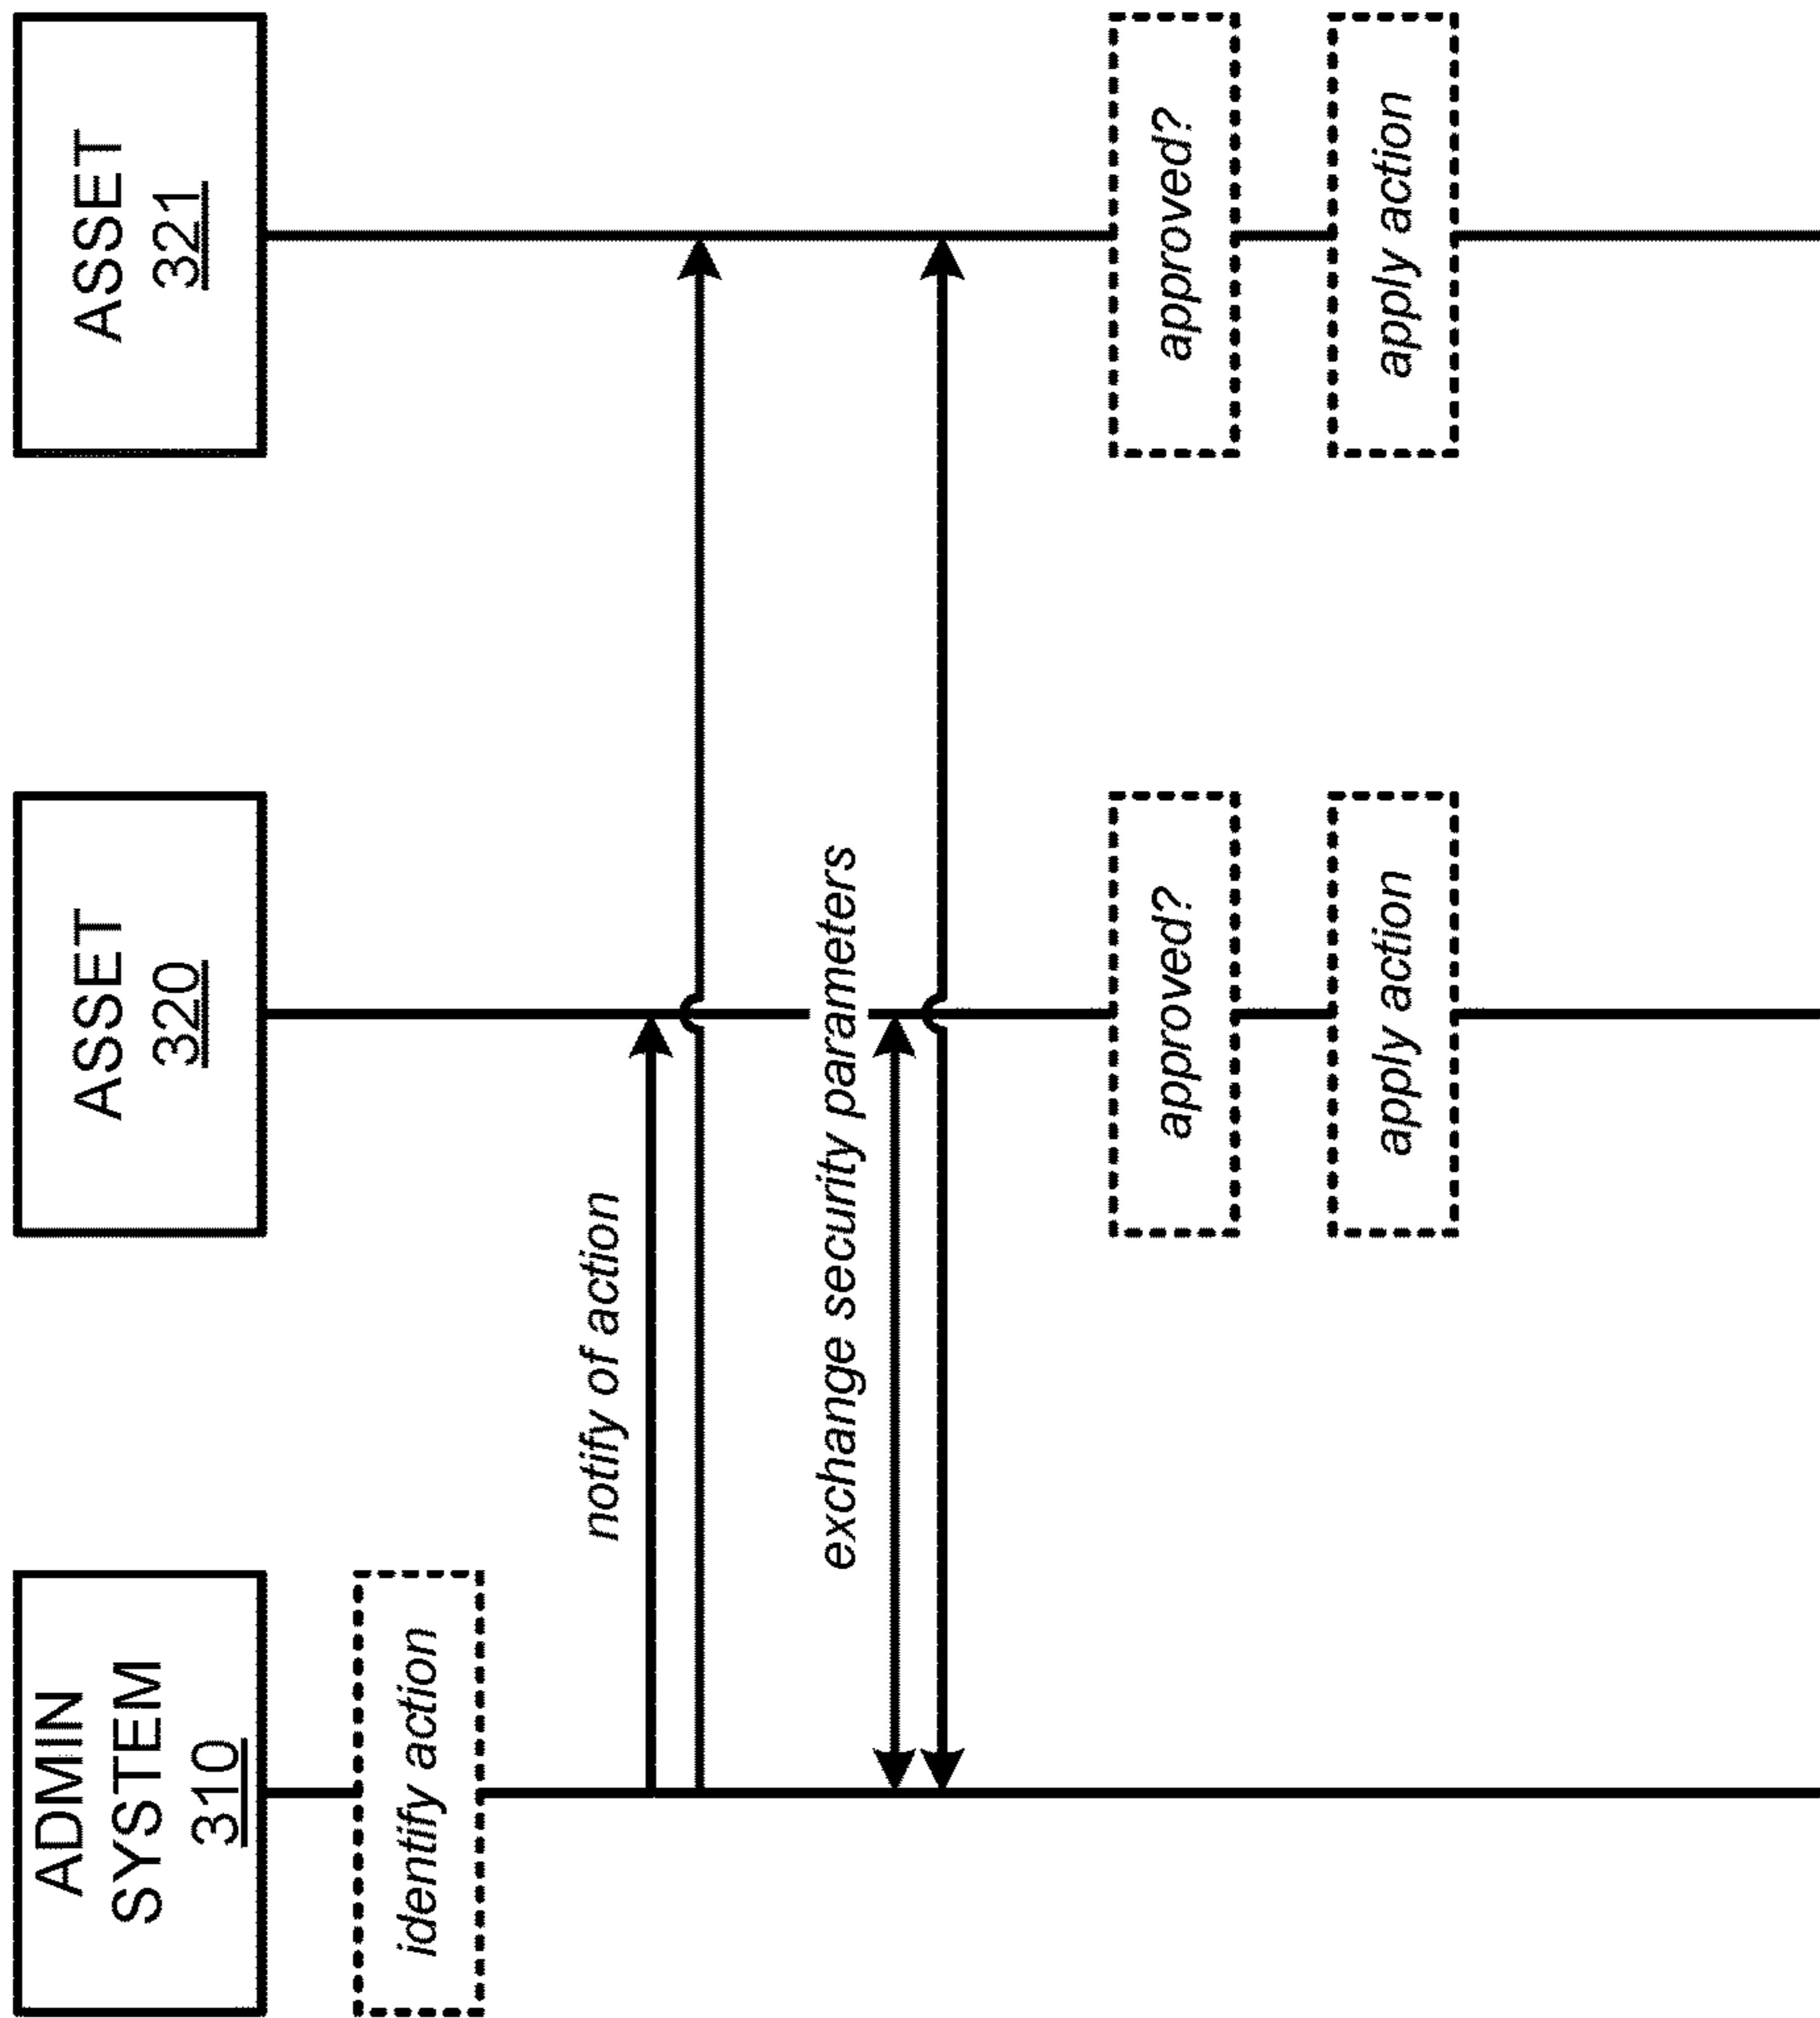 ADMIN
SYSTEM
310
ASSET
320
ASSET
321
identify action
notify of action
exchange security parameters
approved?
approved?
apply action
apply action